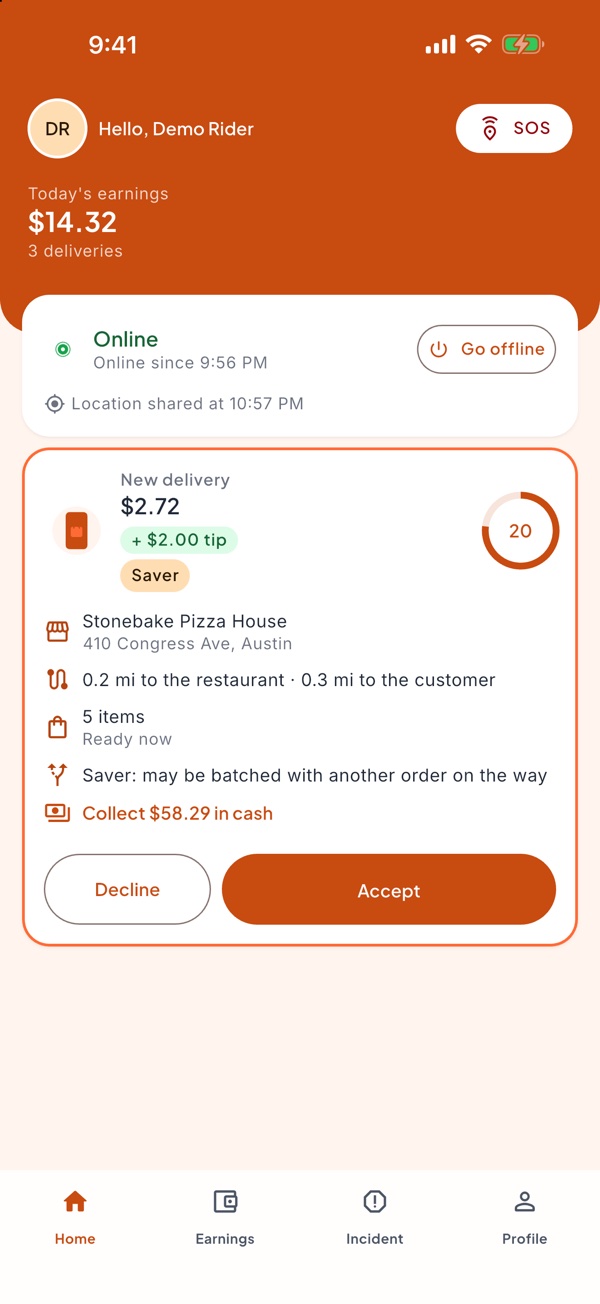 9:41
DR
Hello, Demo Rider
SOS
Today's earnings
$14.32
3 deliveries
Online
Online since 9:56 PM
Go offline
Location shared at 10:57 PM
New delivery
$2.72
+ $2.00 tip
Saver
20
Stonebake Pizza House
410 Congress Ave, Austin
0.2 mi to the restaurant · 0.3 mi to the customer
5 items
Ready now
Saver: may be batched with another order on the way
Collect $58.29 in cash
Decline
Accept
Home
Earnings
Incident
Profile